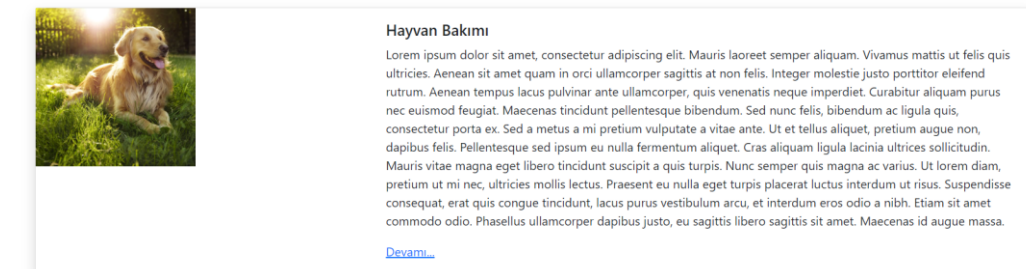 Hayvan Bakımı
Lorem ipsum dolor sit amet, consectetur adipiscing elit. Mauris laoreet semper aliquam. Vivamus mattis ut felis quis
ultricies. Aenean sit amet quam in orci ullamcorper sagittis at non felis. Integer molestie justo porttitor eleifend
rutrum. Aenean tempus lacus pulvinar ante ullamcorper, quis venenatis neque imperdiet. Curabitur aliquam purus
nec euismod feugiat. Maecenas tincidunt pellentesque bibendum. Sed nunc felis, bibendum ac ligula quis,
consectetur porta ex. Sed a metus a mi pretium vulputate a vitae ante. Ut et tellus aliquet, pretium augue non,
dapibus felis. Pellentesque sed ipsum eu nulla fermentum aliquet. Cras aliquam ligula lacinia ultrices sollicitudin.
Mauris vitae magna eget libero tincidunt suscipit a quis turpis. Nunc semper quis magna ac varius. Ut lorem diam,
pretium ut mi nec, ultricies mollis lectus. Praesent eu nulla eget turpis placerat luctus interdum ut risus. Suspendisse
consequat, erat quis congue tincidunt, lacus purus vestibulum arcu, et interdum eros odio a nibh. Etiam sit amet
commodo odio. Phasellus ullamcorper dapibus justo, eu sagittis libero sagittis sit amet. Maecenas id augue massa.
Devamı...